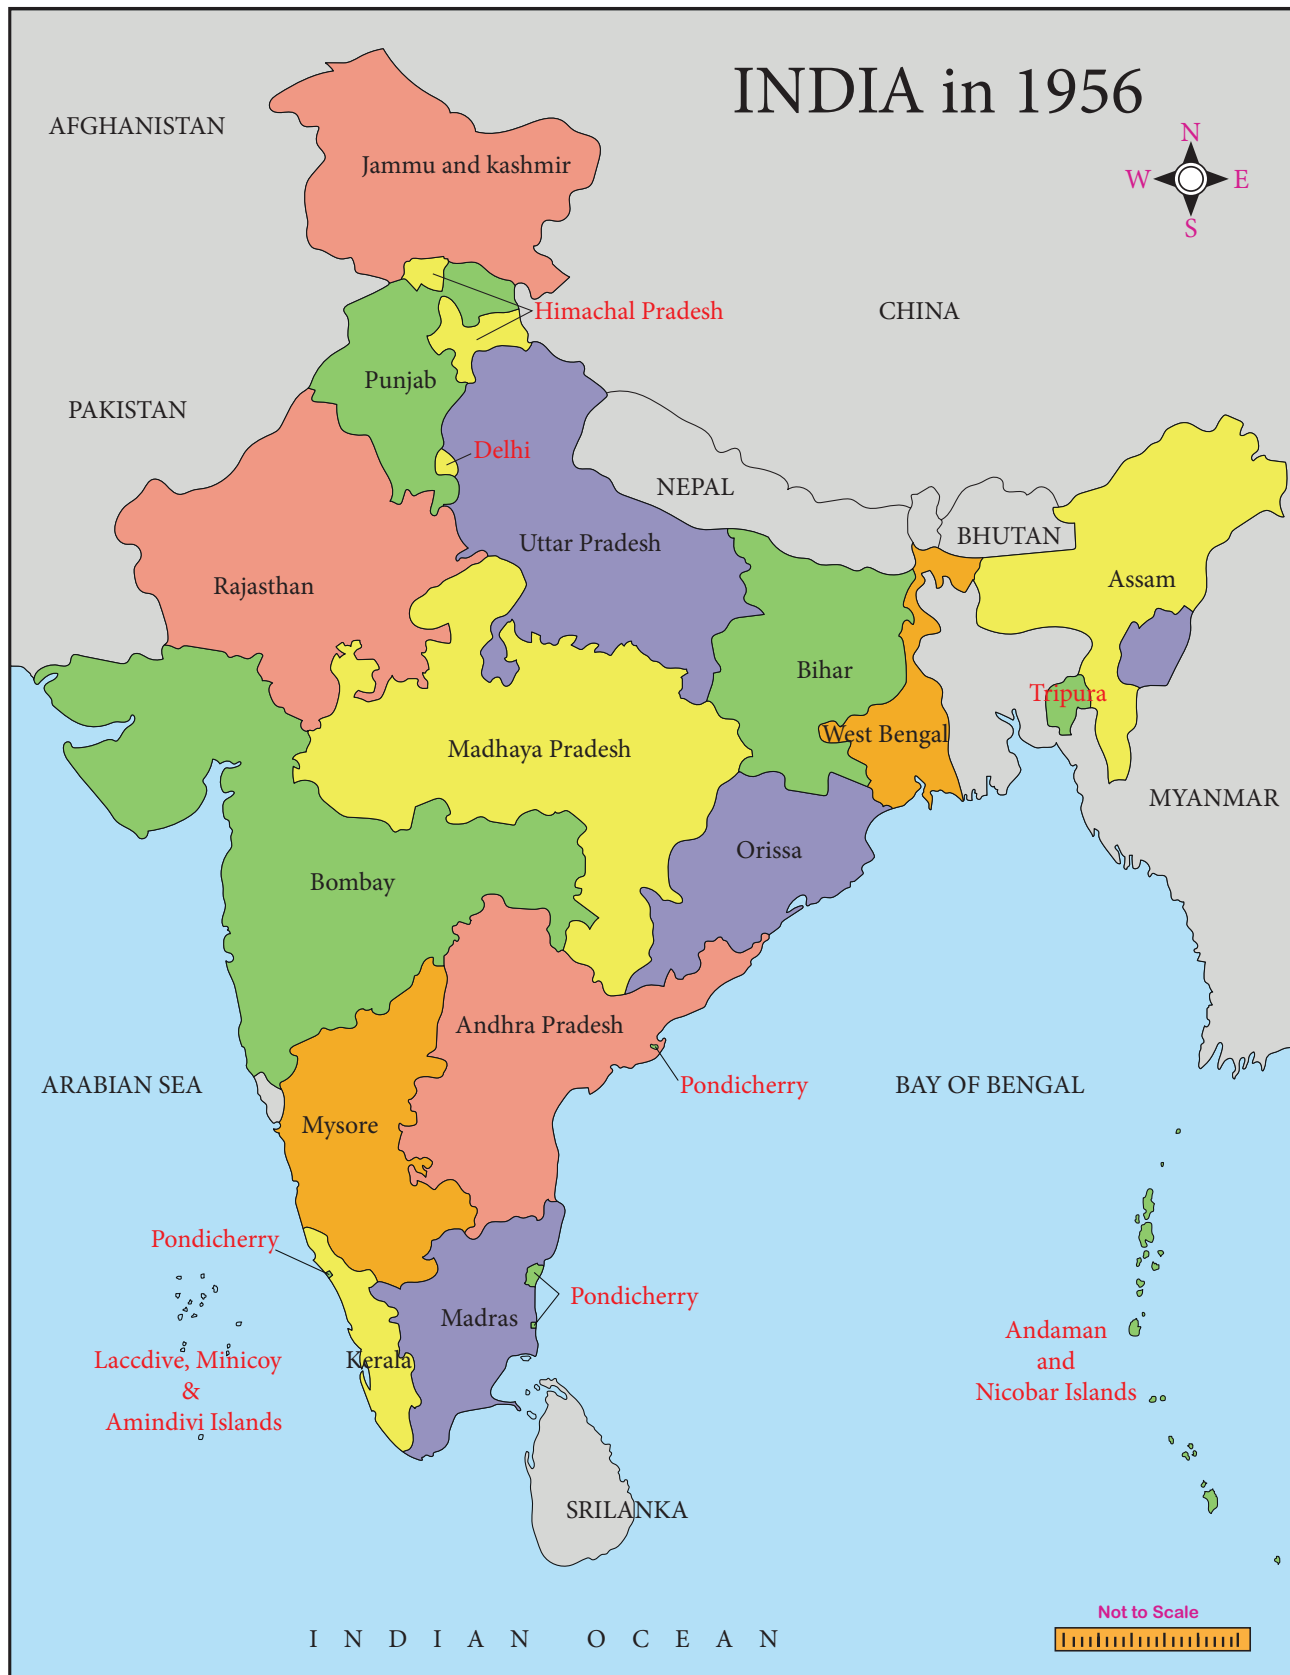 INDIA in 1956
AFGHANISTAN
N
W
E
S
Jammu and kashmir
Himachal Pradesh
CHINA
Punjab
PAKISTAN
Delhi
NEPAL
BHUTAN
Uttar Pradesh
Assam
Rajasthan
Bihar
Tripura
West Bengal
Madhaya Pradesh
MYANMAR
Orissa
Bombay
Andhra Pradesh
ARABIAN SEA
Pondicherry
BAY OF BENGAL
Mysore
Pondicherry
Pondicherry
Madras
Andaman
and
Nicobar Islands
Kerala
Laccdive, Minicoy
&
Amindivi Islands
SRILANKA
Not to Scale
INDIAN OCEAN